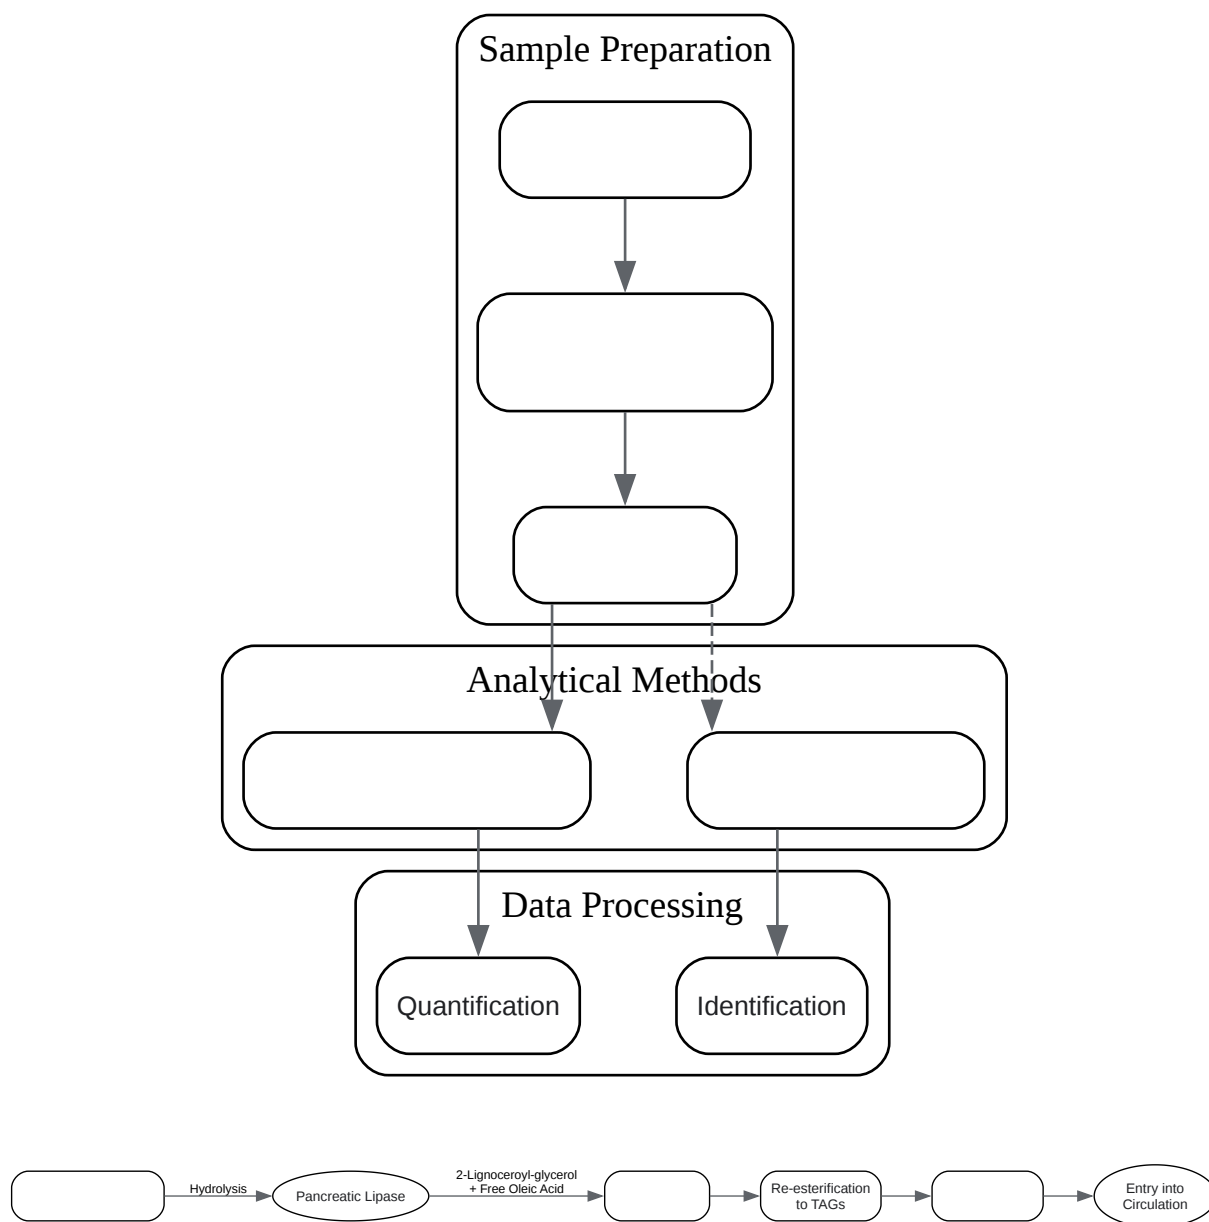 Sample Preparation
Analytical Methods
Data Processing
Quantification
Identification
Hydrolysis
Pancreatic Lipase
2-Lignoceroyl-glycerol
+ Free Oleic Acid
Re-esterification
to TAGs
Entry into
Circulation